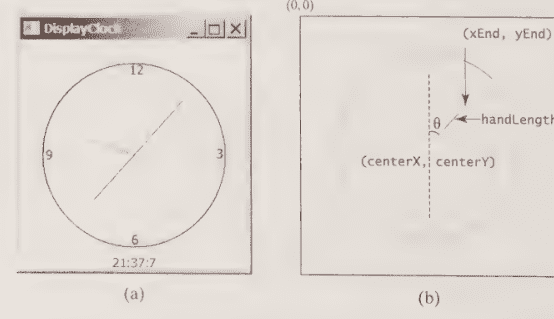 DisplayClock
12
9
3
6
21:37:7
(a)
(0,0)
(xEnd, yEnd)
θ
handLength
(centerX, centerY)
(b)